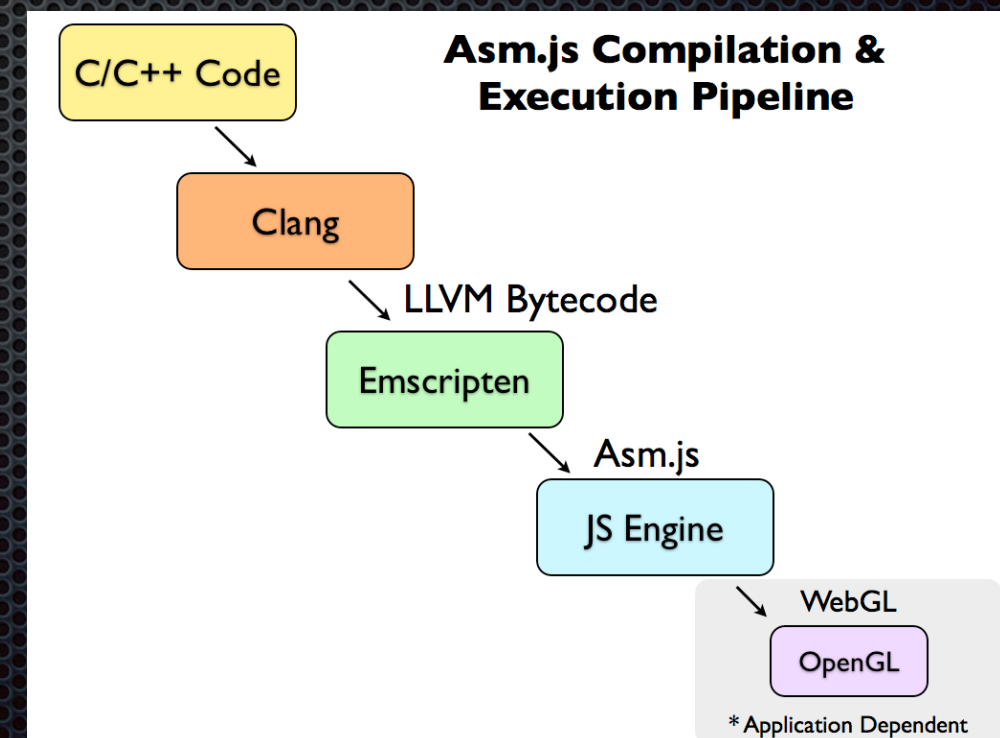 Asm.js Compilation &
Execution Pipeline
C/C++ Code
Clang
LLVM Bytecode
Emscripten
Asm.js
JS Engine
WebGL
OpenGL
* Application Dependent